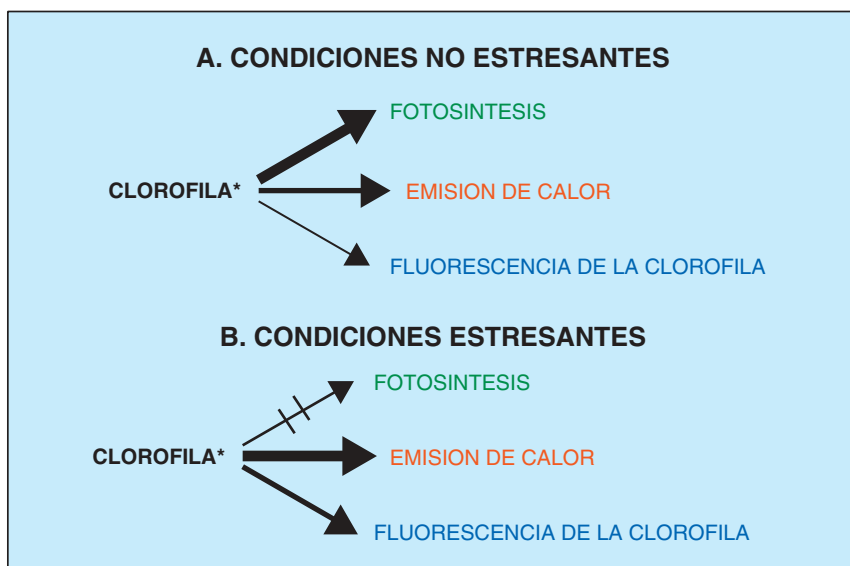 A. CONDICIONES NO ESTRESANTES
FOTOSINTESIS
CLOROFILA*
EMISION DE CALOR
FLUORESCENCIA DE LA CLOROFILA
B. CONDICIONES ESTRESANTES
FOTOSINTESIS
CLOROFILA*
EMISION DE CALOR
FLUORESCENCIA DE LA CLOROFILA